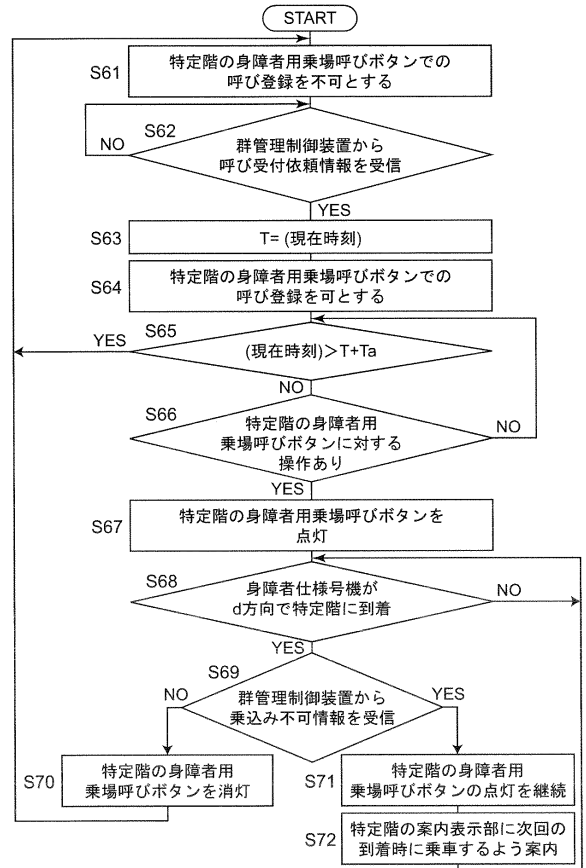 START
S61
特定階の身障者用乗場呼びボタンでの
呼び登録を不可とする
S62
NO
群管理制御装置から
呼び受付依頼情報を受信
YES
S63
T= (現在時刻)
S64
特定階の身障者用乗場呼びボタンでの
呼び登録を可とする
S65
YES
(現在時刻)>T+Ta
NO
S66
特定階の身障者用
乗場呼びボタンに対する
操作あり
NO
YES
S67
特定階の身障者用乗場呼びボタンを
点灯
S68
身障者仕様号機が
d方向で特定階に到着
NO
YES
S69
NO
群管理制御装置から
乗込み不可情報を受信
YES
S70
特定階の身障者用
乗場呼びボタンを消灯
S71
特定階の身障者用
乗場呼びボタンの点灯を継続
S72
特定階の案内表示部に次回の
到着時に乗車するよう案内